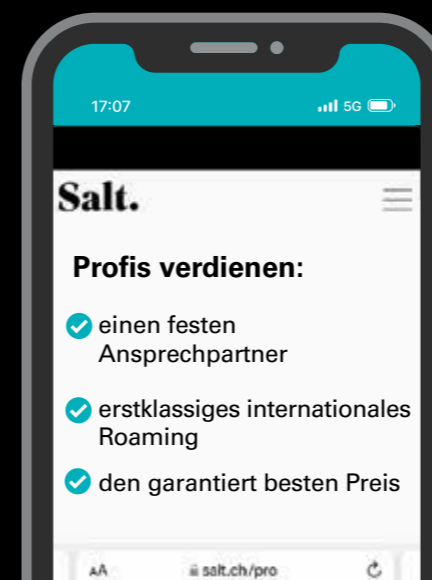 17:07 5G
Salt.
Profis verdienen:
einen festen
Ansprechpartner
erstklassiges internationales
Roaming
den garantiert besten Preis
AA salt.ch/pro